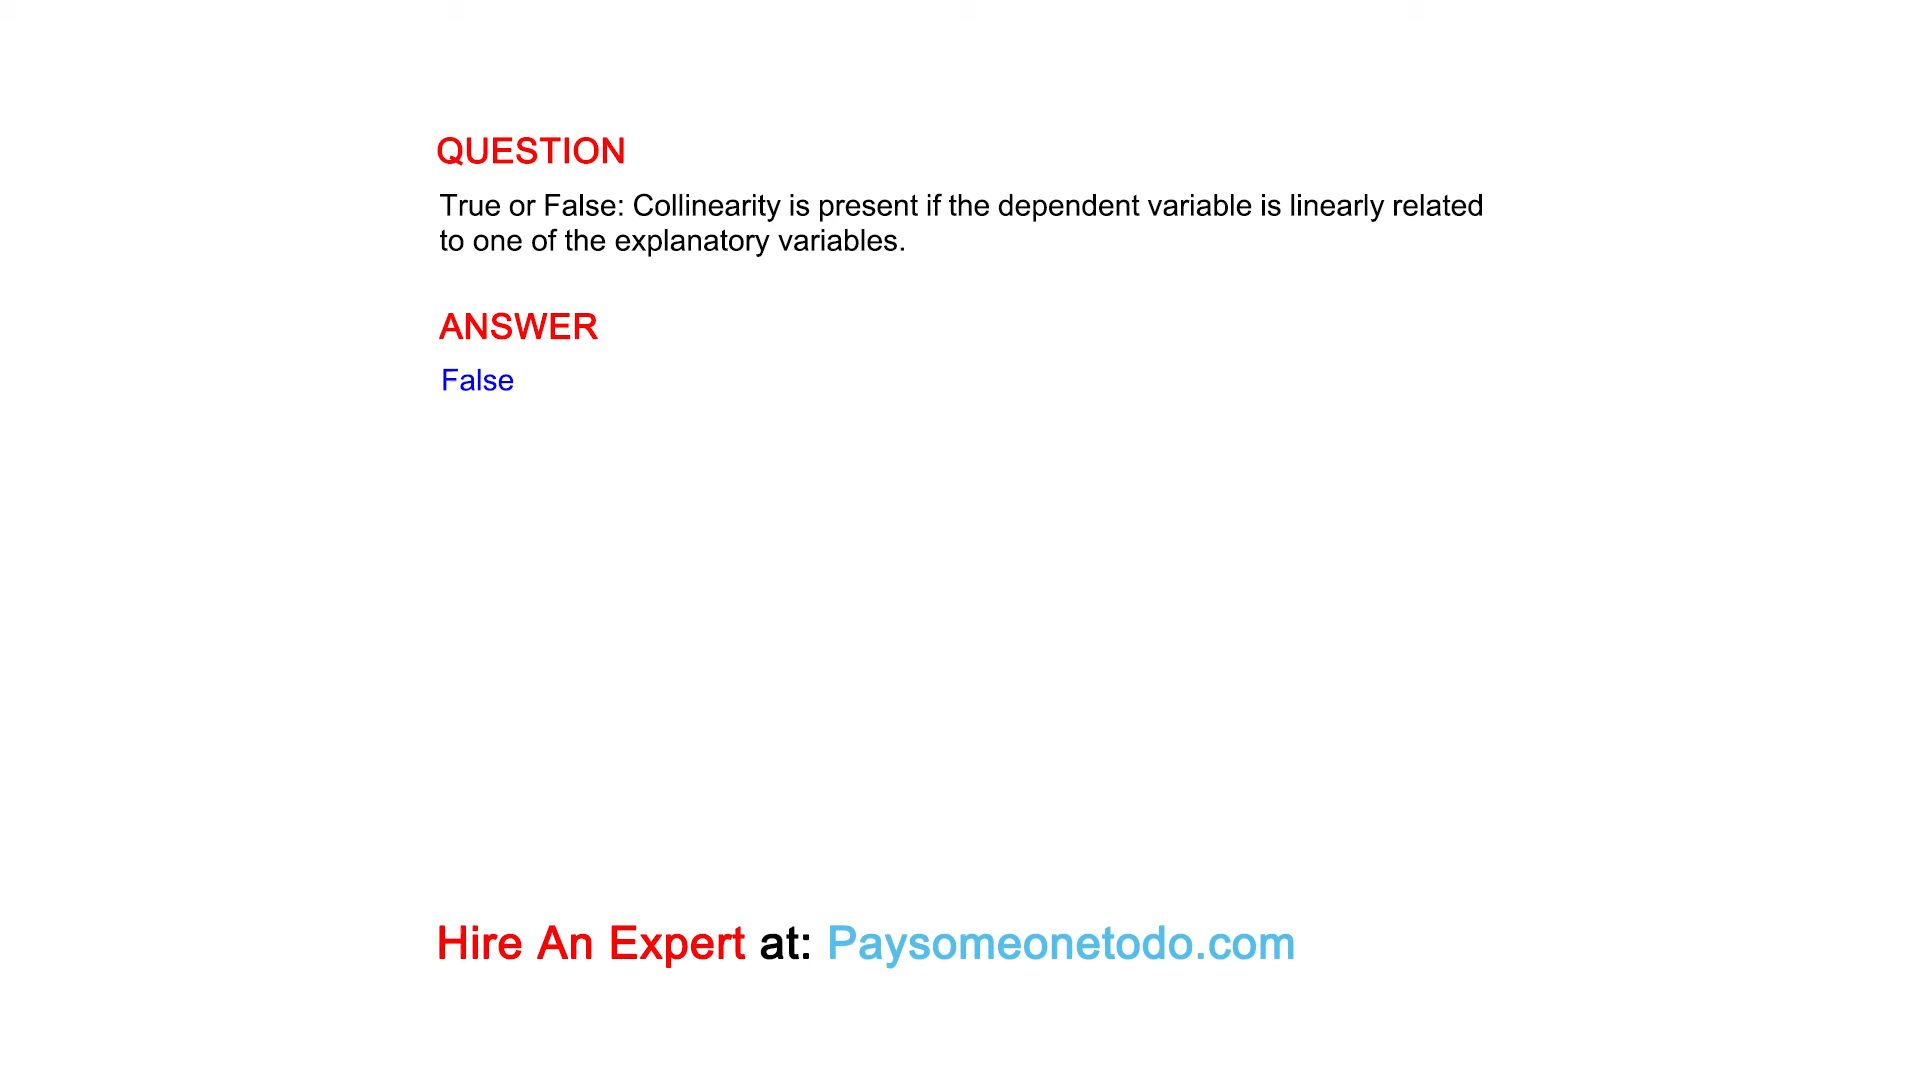 QUESTION
True or False: Collinearity is present if the dependent variable is linearly related
to one of the explanatory variables.
ANSWER
False
Hire An Expert at: Paysomeonetodo.com